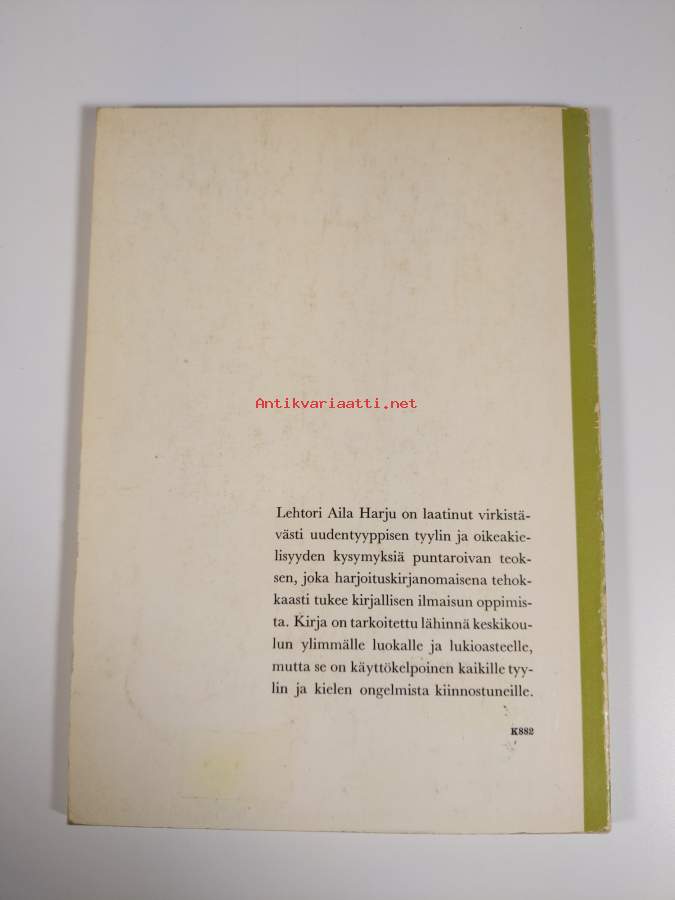 Antikvariaatti.net
Lehtori Aila Harju on laatinut virkistä-
västi uudentyyppisen tyylin ja oikeakie-
lisyyden kysymyksiä puntaroivan teok-
sen, joka harjoituskirjanomaisena tehok-
kaasti tukee kirjallisen ilmaisun oppimis-
ta. Kirja on tarkoitettu lähinnä keskikou-
lun ylimmälle luokalle ja lukioasteelle,
mutta se on käyttökelpoinen kaikille tyy-
lin ja kielen ongelmista kiinnostuneille.
K882